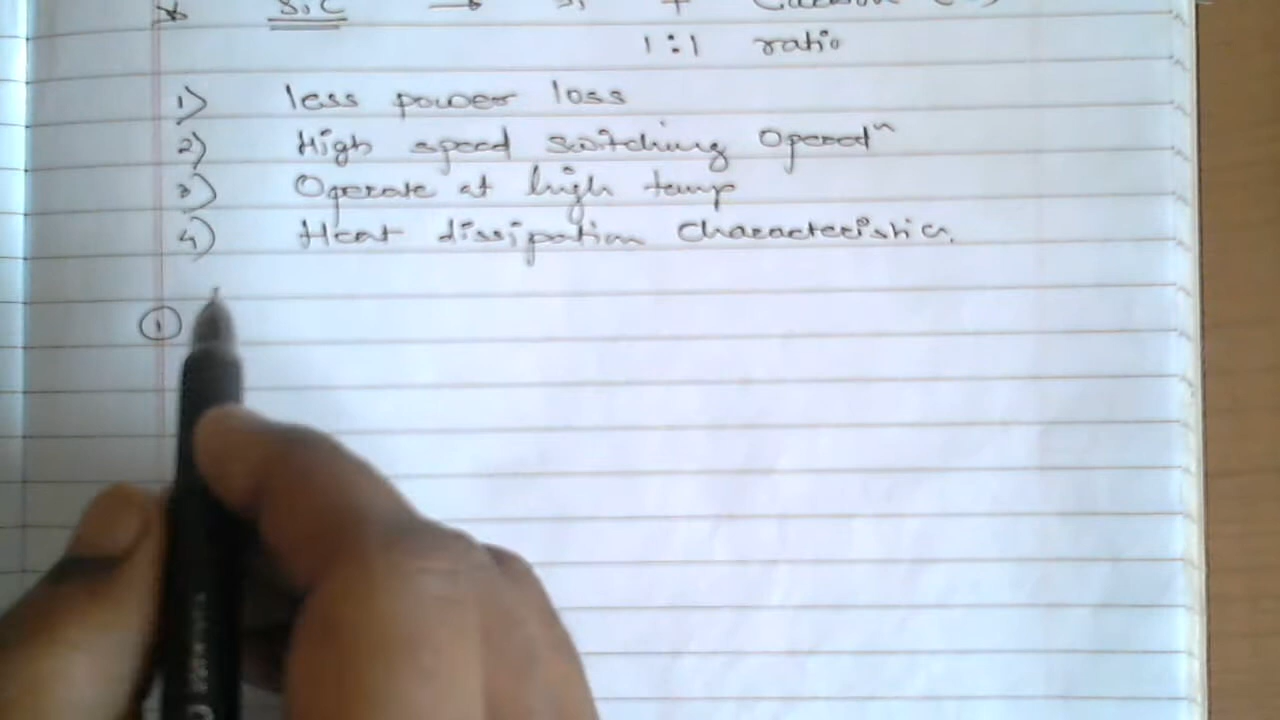 SiC → Si +
1:1 ratio
1) less power loss
2) High speed switching Operatⁿ
3) Operate at high temp
4) Heat dissipation characteristics.
①